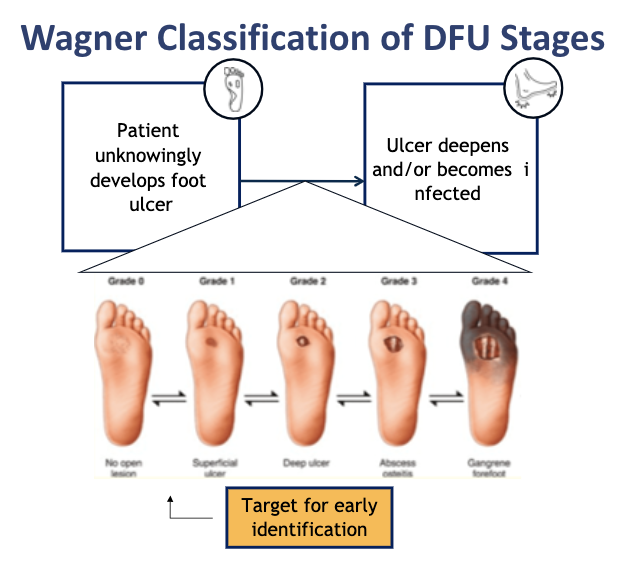 Wagner Classification of DFU Stages
Patient
unknowingly
develops foot
ulcer
Ulcer deepens
and/or becomes i
nfected
Grade 0
Grade 1
Grade 2
Grade 3
Grade 4
No open
lesion
Superficial
ulcer
Deep ulcer
Abscess
osteitis
Gangrene
forefoot
Target for early
identification